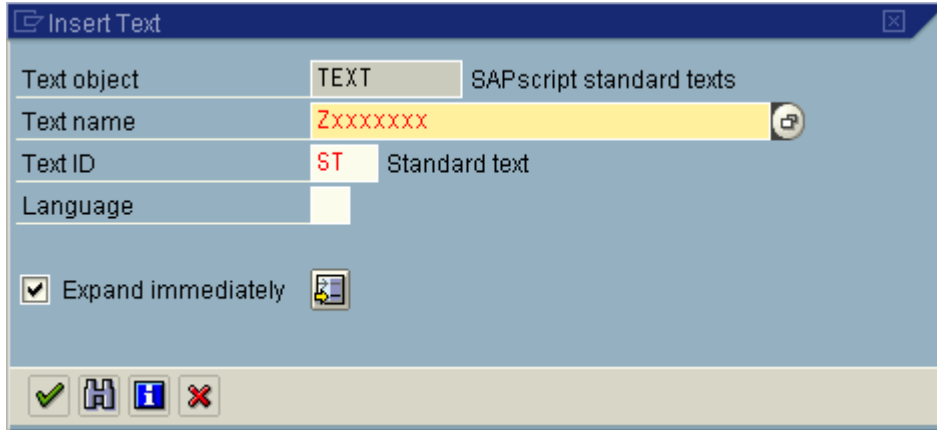 Insert Text
Text object TEXT SAPscript standard texts
Text name Zxxxxxxx
Text ID ST Standard text
Language
Expand immediately